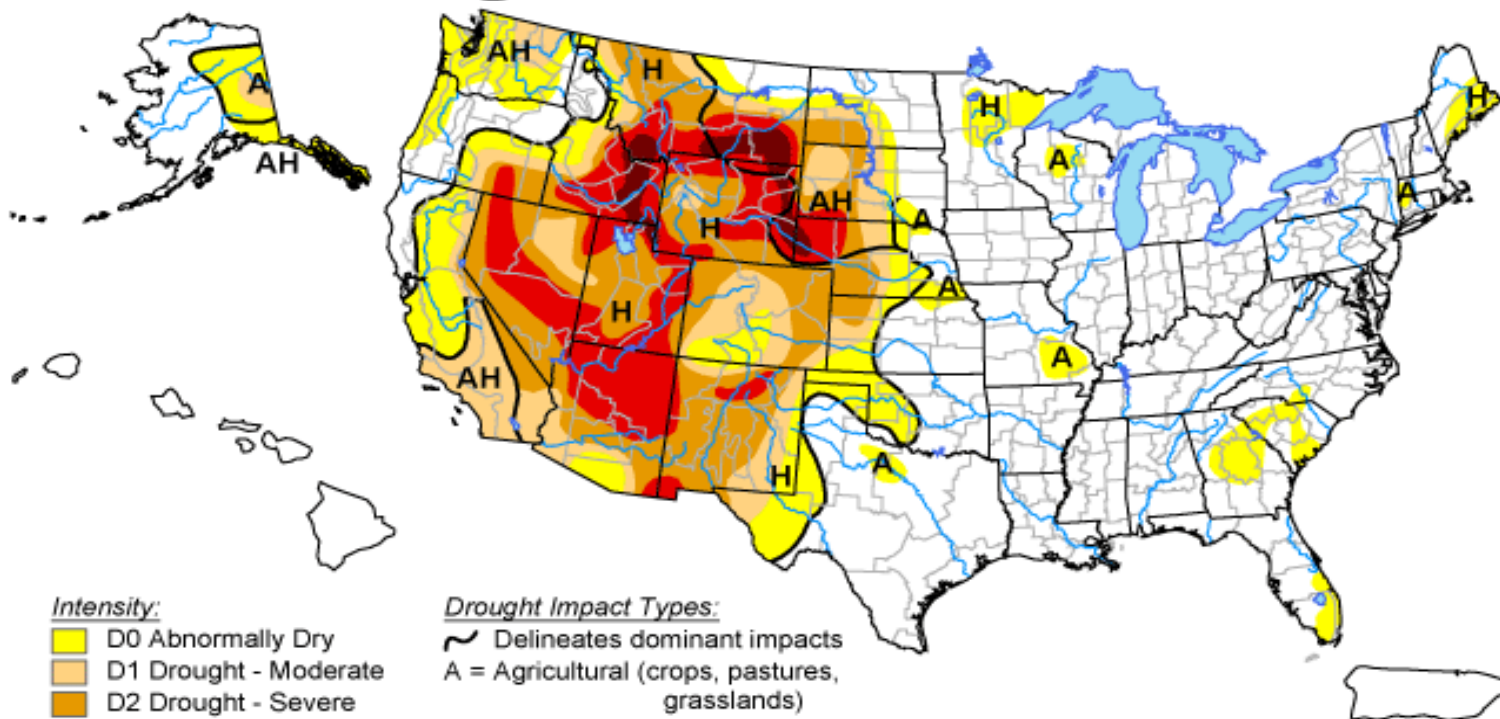 AH
H
A
AH
H
A
H
A
AH
A
H
A
H
A
AH
A
H
Intensity:
D0 Abnormally Dry
D1 Drought - Moderate
D2 Drought - Severe
Drought Impact Types:
Delineates dominant impacts
A = Agricultural (crops, pastures,
grasslands)